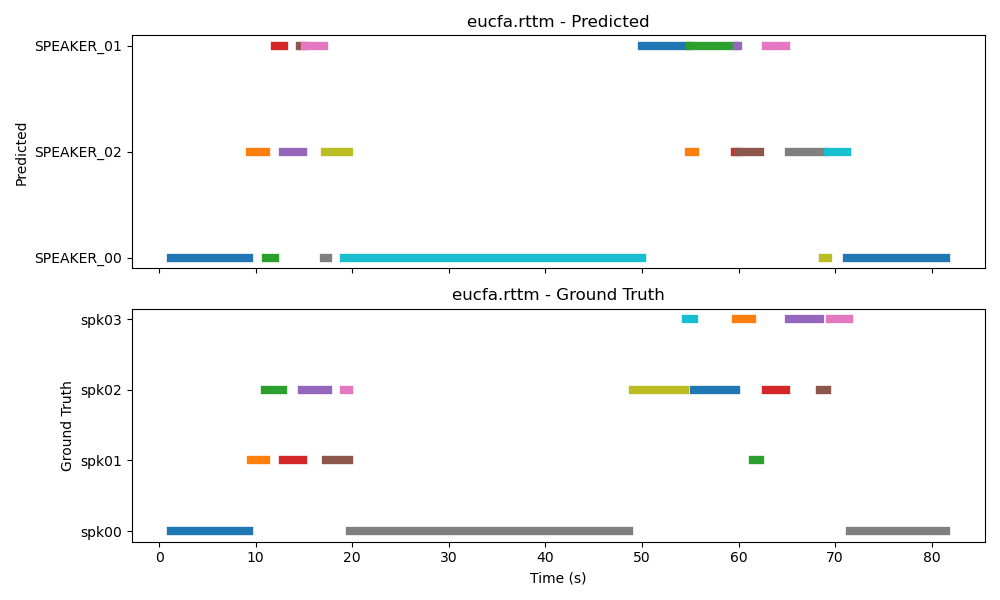 eucfa.rttm - Predicted
SPEAKER_01
SPEAKER_02
SPEAKER_00
Predicted
eucfa.rttm - Ground Truth
spk03
spk02
spk01
spk00
Ground Truth
0 10 20 30 40 50 60 70 80
Time (s)